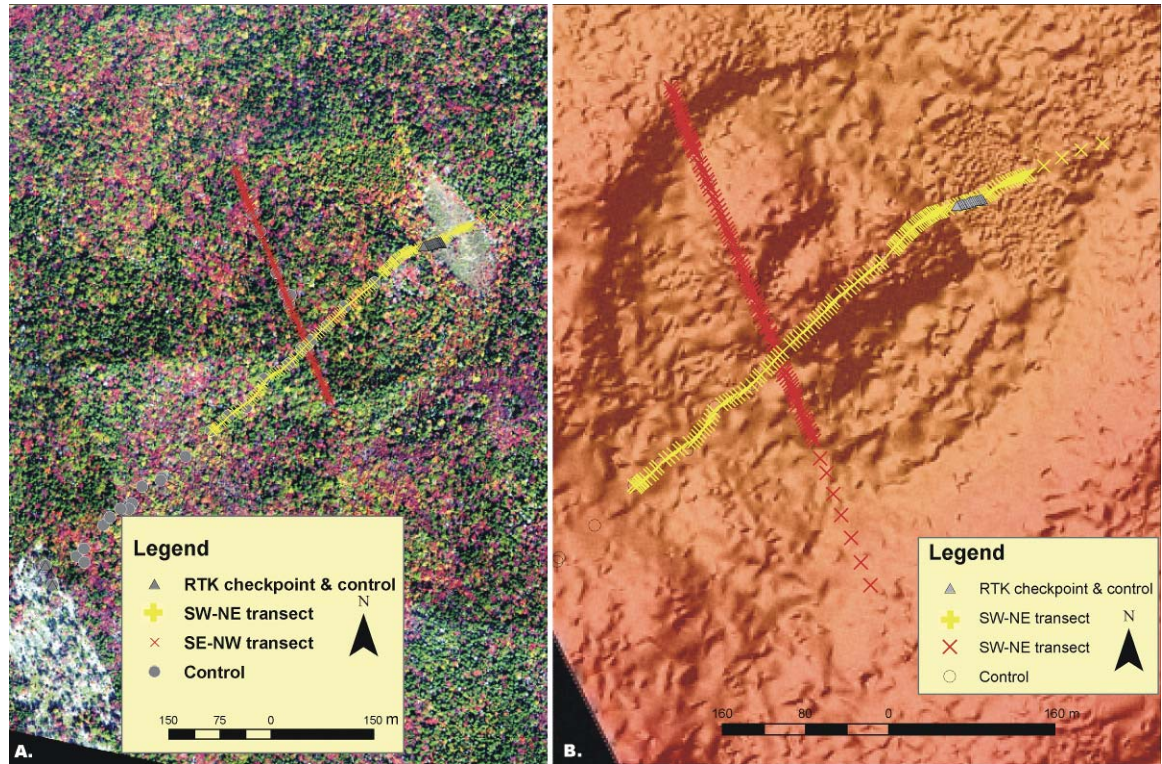 Legend
RTK checkpoint & control
SW-NE transect
SE-NW transect
Control
N
150 75 0 150 m
A.
Legend
RTK checkpoint & control
SW-NE transect
SW-NE transect
Control
N
160 80 0 160 m
B.